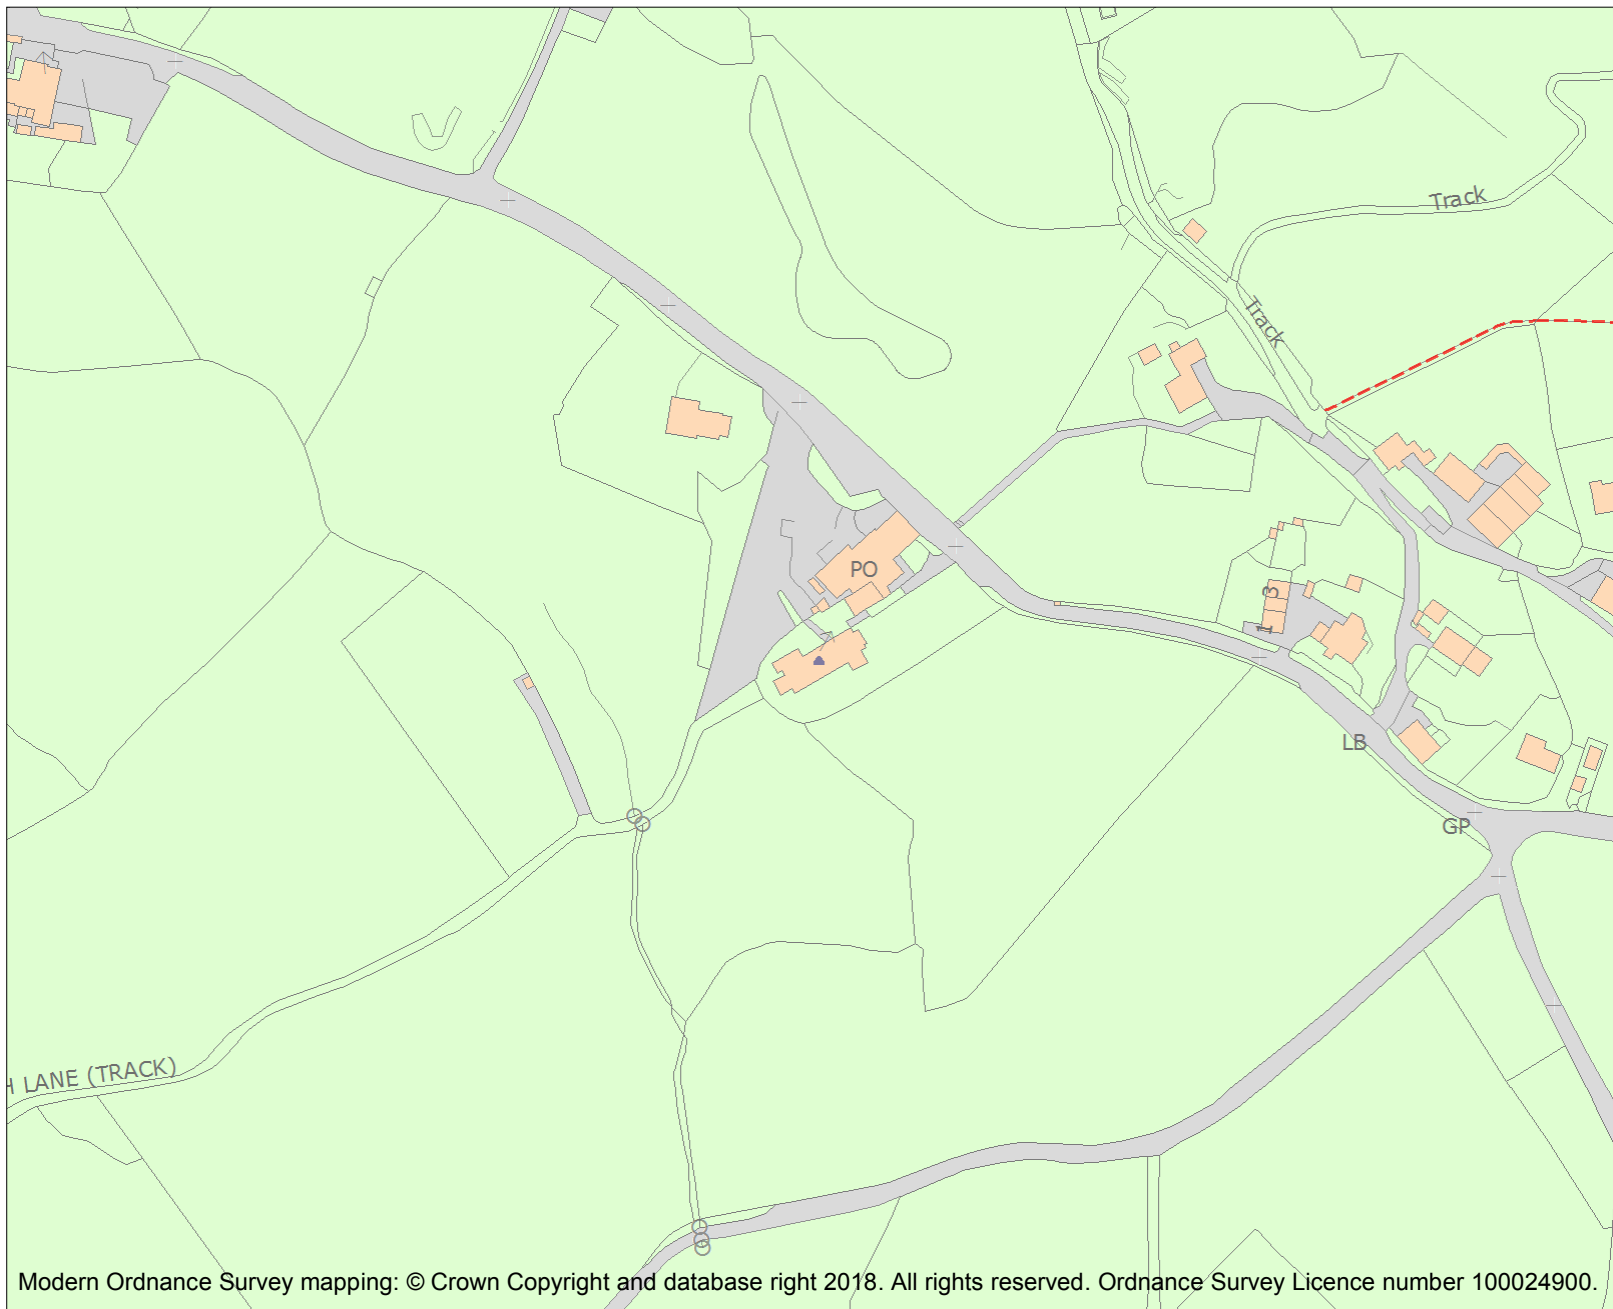 Track
Track
PO
3
1
LB
GP
H LANE (TRACK)
Modern Ordnance Survey mapping: © Crown Copyright and database right 2018. All rights reserved. Ordnance Survey Licence number 100024900.